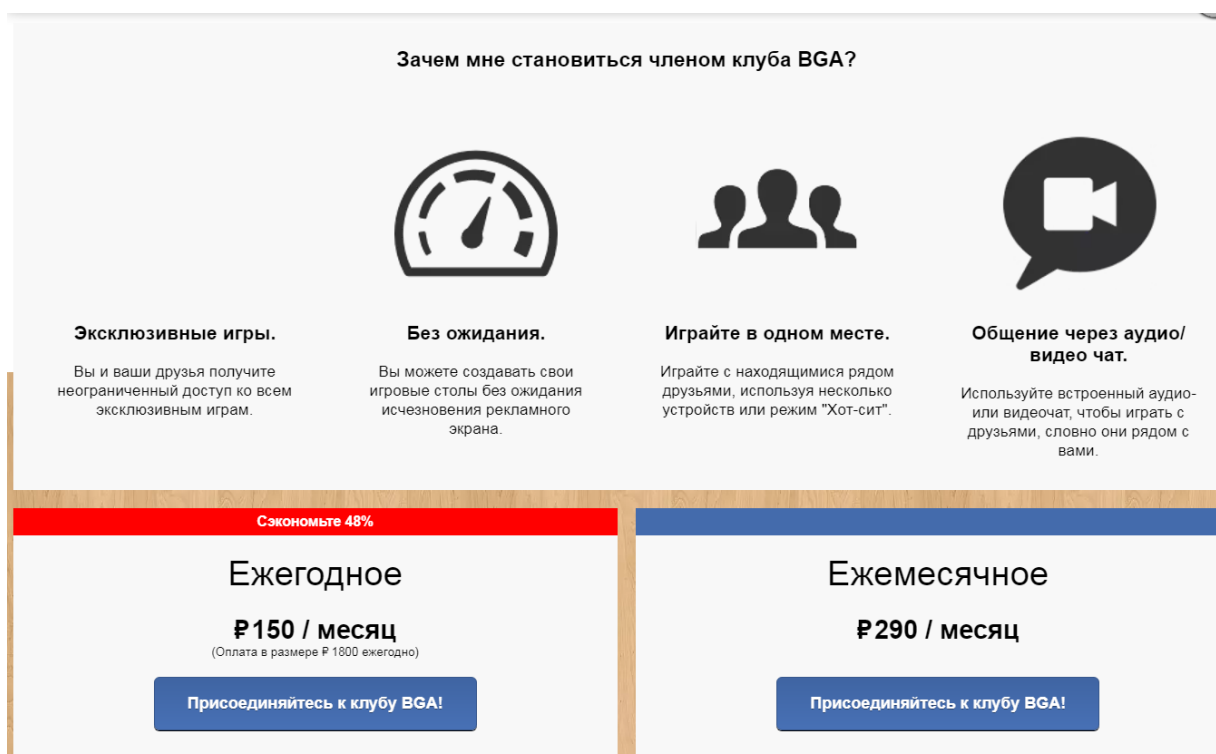 Зачем мне становиться членом клуба BGA?
Эксклюзивные игры.
Вы и ваши друзья получите
неограниченный доступ ко всем
эксклюзивным играм.
Без ожидания.
Вы можете создавать свои
игровые столы без ожидания
исчезновения рекламного
экрана.
Играйте в одном месте.
Играйте с находящимися рядом
друзьями, используя несколько
устройств или режим "Хот-сит".
Общение через аудио/
видео чат.
Используйте встроенный аудио-
или видеочат, чтобы играть с
друзьями, словно они рядом с
вами.
Сэкономьте 48%
Ежегодное
₽150 / месяц
(Оплата в размере ₽ 1800 ежегодно)
Присоединяйтесь к клубу BGA!
Ежемесячное
₽290 / месяц
Присоединяйтесь к клубу BGA!